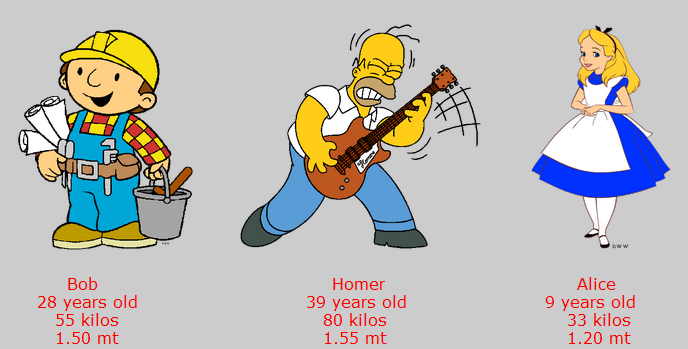 Bob
28 years old
55 kilos
1.50 mt
Homer
39 years old
80 kilos
1.55 mt
Alice
9 years old
33 kilos
1.20 mt
DWW